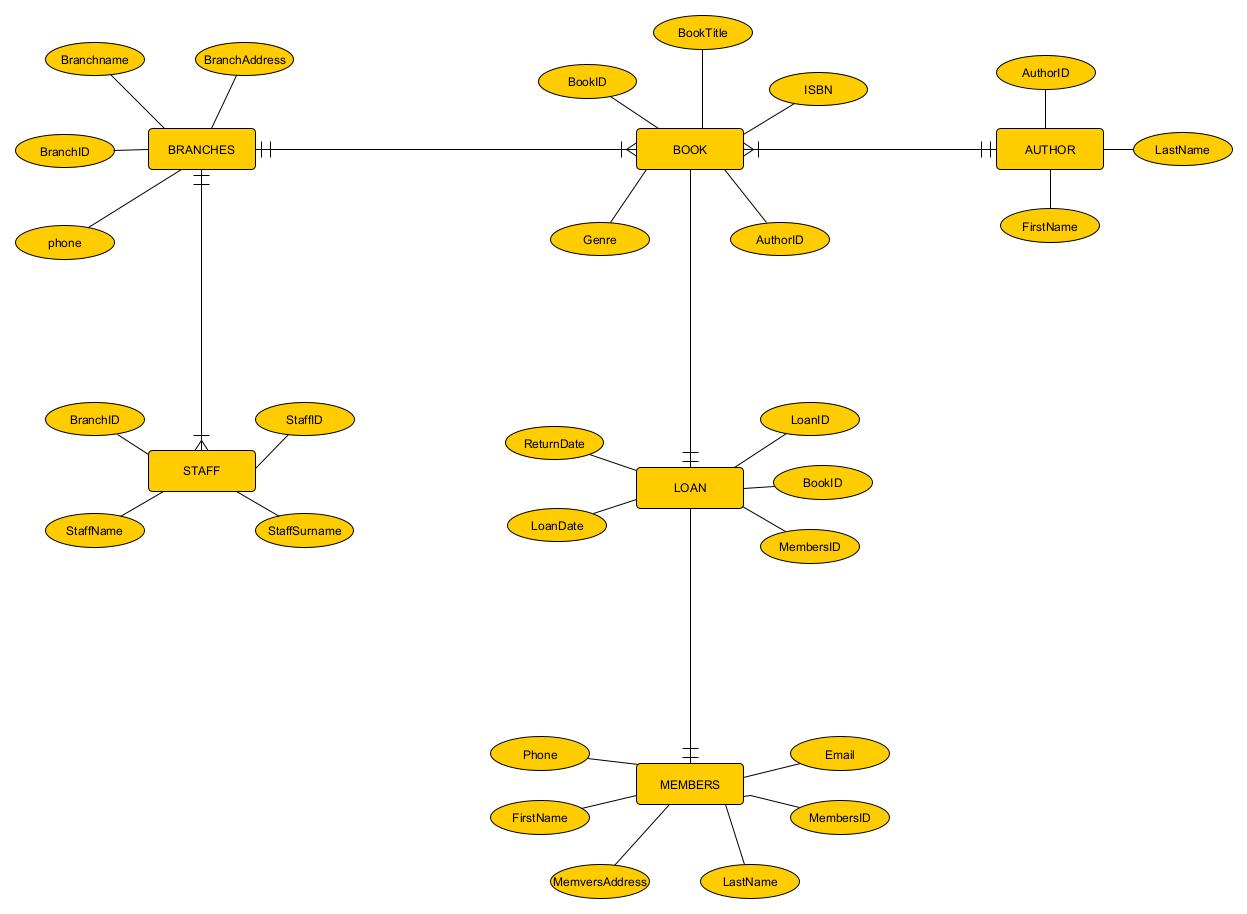 BookTitle
Branchname
BranchAddress
BookID
ISBN
AuthorID
BRANCHES
BOOK
AUTHOR
BranchID
LastName
phone
Genre
AuthorID
FirstName
BranchID
StaffID
ReturnDate
LoanID
STAFF
LOAN
BookID
StaffName
StaffSurname
LoanDate
MembersID
Phone
Email
MEMBERS
FirstName
MembersID
MemversAddress
LastName